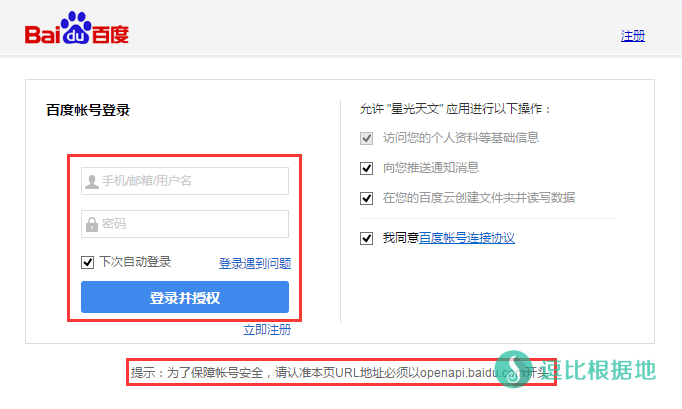 Bai du 百度
注册
百度帐号登录
手机/邮箱/用户名
密码
下次自动登录
登录遇到问题
登录并授权
立即注册
允许 "星光天文" 应用进行以下操作：
访问您的个人资料等基础信息
向您推送通知消息
在您的百度云创建文件夹并读写数据
我同意百度帐号连接协议
提示：为了保障帐号安全，请认准本页URL地址必须以openapi.baidu.com开头
逗比根据地